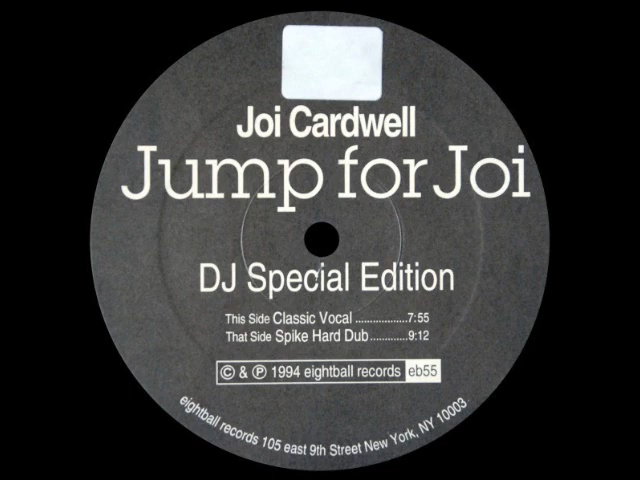 Joi Cardwell
Jump for Joi
DJ Special Edition
This Side Classic Vocal ..................7:55
That Side Spike Hard Dub.............9:12
© & ℗ 1994 eightball records eb55
eightball records 105 east 9th Street New York, NY 10003